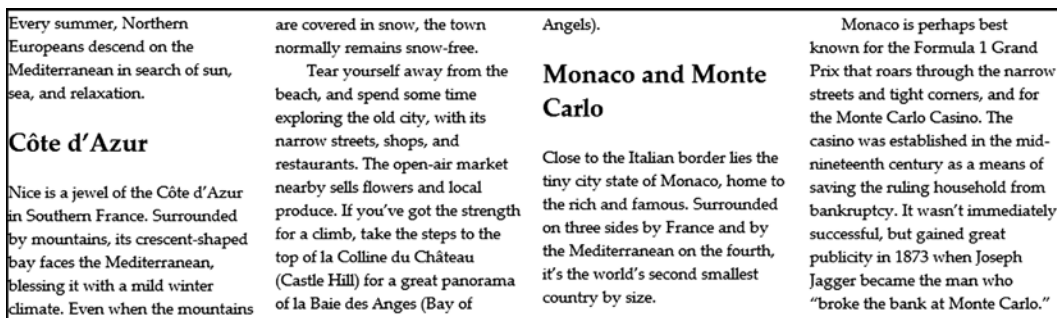 Every summer, Northern
Europeans descend on the
Mediterranean in search of sun,
sea, and relaxation.
Côte d’Azur
Nice is a jewel of the Côte d’Azur
in Southern France. Surrounded
by mountains, its crescent-shaped
bay faces the Mediterranean,
blessing it with a mild winter
climate. Even when the mountains
are covered in snow, the town
normally remains snow-free.
Tear yourself away from the
beach, and spend some time
exploring the old city, with its
narrow streets, shops, and
restaurants. The open-air market
nearby sells flowers and local
produce. If you’ve got the strength
for a climb, take the steps to the
top of la Colline du Château
(Castle Hill) for a great panorama
of la Baie des Anges (Bay of
Angels).
Monaco and Monte
Carlo
Close to the Italian border lies the
tiny city state of Monaco, home to
the rich and famous. Surrounded
on three sides by France and by
the Mediterranean on the fourth,
it’s the world’s second smallest
country by size.
Monaco is perhaps best
known for the Formula 1 Grand
Prix that roars through the narrow
streets and tight corners, and for
the Monte Carlo Casino. The
casino was established in the mid-
nineteenth century as a means of
saving the ruling household from
bankruptcy. It wasn’t immediately
successful, but gained great
publicity in 1873 when Joseph
Jagger became the man who
“broke the bank at Monte Carlo.”